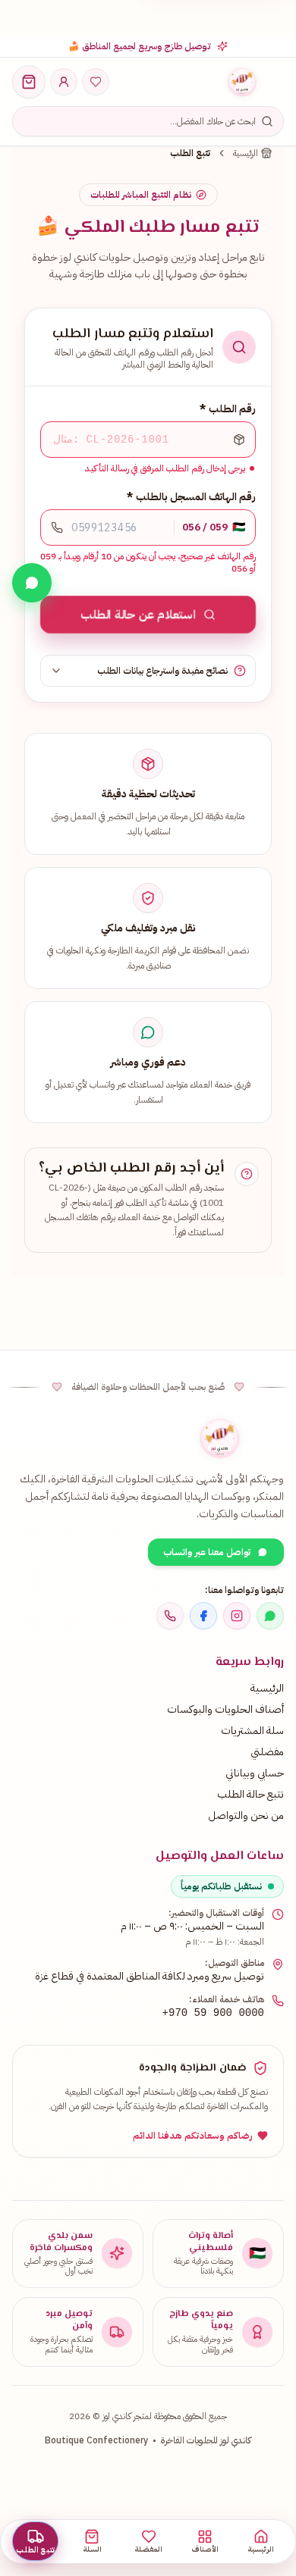 توصيل طازج وسريع لجميع المناطق 🍰
ابحث عن حلاك المفضل...
الرئيسية
تتبع الطلب
نظام التتبع المباشر للطلبات
تتبع مسار طلبك الملكي 🍰
تابع مراحل إعداد وتزيين وتوصيل حلويات كاندي لوز خطوة
بخطوة حتى وصولها إلى باب منزلك طازجة وشهية
استعلام وتتبع مسار الطلب
أدخل رقم الطلب ورقم الهاتف للتحقق من الحالة
الحالية والخط الزمني المباشر
رقم الطلب *
مثال: CL-2026-1001
يرجى إدخال رقم الطلب المرفق في رسالة التأكيد
رقم الهاتف المسجل بالطلب *
🇵🇸 059 / 056
0599123456
رقم الهاتف غير صحيح، يجب أن يتكون من 10 أرقام ويبدأ بـ 059
أو 056
استعلام عن حالة الطلب
نصائح مفيدة واسترجاع بيانات الطلب
تحديثات لحظية دقيقة
متابعة دقيقة لكل مرحلة من مراحل التحضير في المعمل وحتى
استلامها باليد.
نقل مبرد وتغليف ملكي
نضمن المحافظة على قوام الكريمة الطازجة ونكهة الحلويات في
صناديق مبردة.
دعم فوري ومباشر
فريق خدمة العملاء متواجد لمساعدتك عبر واتساب لأي تعديل أو
استفسار.
أين أجد رقم الطلب الخاص بي؟
ستجد رقم الطلب المكون من صيغة مثل (CL-2026-
1001) في شاشة تأكيد الطلب فور إتمامه بنجاح، أو
يمكنك التواصل مع خدمة العملاء برقم هاتفك المسجل
لمساعدتك فوراً.
صُنع بحب لأجمل اللحظات وحلاوة الضيافة
كاندي لوز
وجهتكم الأولى لأشهى تشكيلات الحلويات الشرقية الفاخرة، الكيك
المبتكر، وبوكسات الهدايا المصنوعة بحرفية تامة لتشارككم أجمل
المناسبات والذكريات.
تواصل معنا عبر واتساب
تابعونا وتواصلوا معنا:
روابط سريعة
الرئيسية
أصناف الحلويات والبوكسات
سلة المشتريات
مفضلتي
حسابي وبياناتي
تتبع حالة الطلب
من نحن والتواصل
ساعات العمل والتوصيل
نستقبل طلباتكم يومياً
أوقات الاستقبال والتحضير:
السبت – الخميس: ٩:٠٠ ص – ١١:٠٠ م
الجمعة: ٢:٠٠ ظ – ١١:٠٠ م
مناطق التوصيل:
توصيل سريع ومبرد لكافة المناطق المعتمدة في قطاع غزة
هاتف خدمة العملاء:
+970 59 900 0000
ضمان الطزاجة والجودة
نصنع كل قطعة بحب وإتقان باستخدام أجود المكونات الطبيعية
والمكسرات الفاخرة لتصلكم طازجة ولذيذة كأنها خرجت للتو من الفرن.
رضاكم وسعادتكم هدفنا الدائم
أصالة وتراث
فلسطيني
وصفات شرقية عريقة
بنكهة بلادنا
سمن بلدي
ومكسرات فاخرة
فستق حلبي وجوز أصلي
نخب أول
صنع يدوي طازج
يومياً
خبز وحرفية متقنة بكل
فخر وإتقان
توصيل مبرد
وآمن
تصلكم بحرارة وجودة
مثالية أينما كنتم
جميع الحقوق محفوظة لمتجر كاندي لوز © 2026
كاندي لوز للحلويات الفاخرة • Boutique Confectionery
الرئيسية
الأصناف
المفضلة
السلة
تتبع طلبي